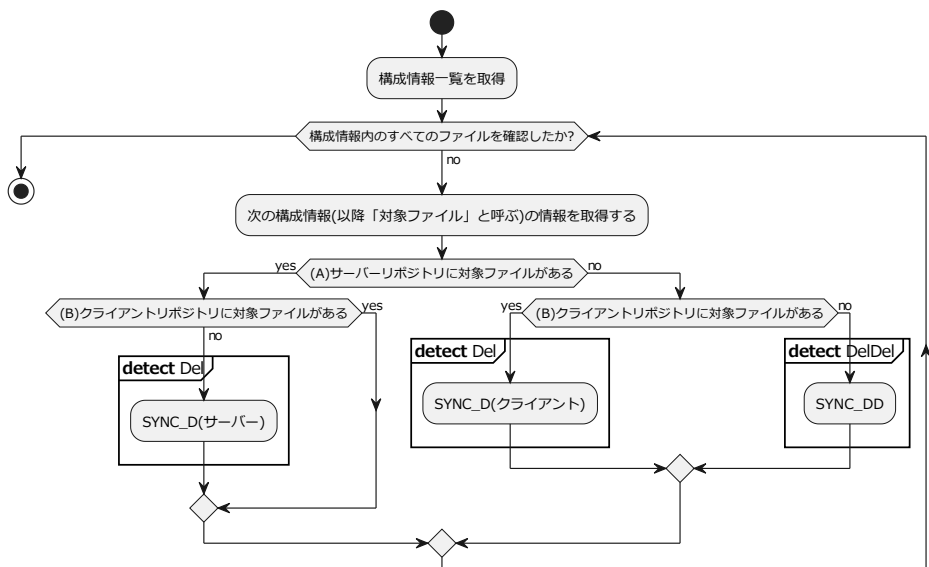 構成情報一覧を取得
構成情報内のすべてのファイルを確認したか?
no
次の構成情報(以降「対象ファイル」と呼ぶ)の情報を取得する
yes
(A)サーバーリポジトリに対象ファイルがある
no
(B)クライアントリポジトリに対象ファイルがある
yes
no
detect Del
SYNC_D(サーバー)
yes
(B)クライアントリポジトリに対象ファイルがある
no
detect Del
SYNC_D(クライアント)
detect DelDel
SYNC_DD